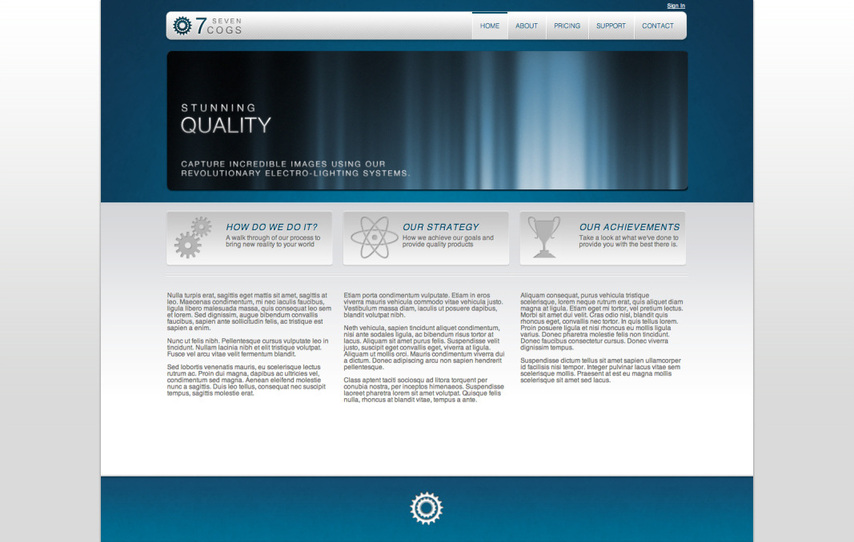 Sign In
7 SEVEN
COGS
HOME ABOUT PRICING SUPPORT CONTACT
STUNNING
QUALITY
CAPTURE INCREDIBLE IMAGES USING OUR
REVOLUTIONARY ELECTRO-LIGHTING SYSTEMS.
HOW DO WE DO IT?
A walk through of our process to
bring new reality to your world
OUR STRATEGY
How we achieve our goals and
provide quality products
OUR ACHIEVEMENTS
Take a look at what we've done to
provide you with the best there is.
Nulla turpis erat, sagittis eget mattis sit amet, sagittis at
leo. Maecenas condimentum, mi nec iaculis faucibus,
ligula libero malesuada massa, quis consequat leo sem
et lorem. Sed dignissim, augue bibendum convallis
faucibus, sapien ante sollicitudin felis, ac tristique est
sapien a enim.
Nunc ut felis nibh. Pellentesque cursus vulputate leo in
tincidunt. Nullam lacinia nibh et elit tristique volutpat.
Fusce vel arcu vitae velit fermentum blandit.
Sed lobortis venenatis mauris, eu scelerisque lectus
rutrum ac. Proin dui magna, dapibus ac ultricies vel,
condimentum sed magna. Aenean eleifend molestie
nunc a sagittis. Duis leo tellus, consequat nec suscipit
tempus, sagittis molestie erat.
Etiam porta condimentum vulputate. Etiam in eros
viverra mauris vehicula commodo vitae vehicula justo.
Vestibulum massa diam, iaculis ut posuere dapibus,
blandit volutpat nibh.
Neth vehicula, sapien tincidunt aliquet condimentum,
nisi ante sodales ligula, ac bibendum risus tortor at
lacus. Aliquam sit amet purus felis. Suspendisse velit
justo, suscipit eget convallis eget, viverra at ligula.
Aliquam ut mollis orci. Mauris condimentum viverra dui
a dictum. Donec adipiscing arcu non sapien hendrerit
pellentesque.
Class aptent taciti sociosqu ad litora torquent per
conubia nostra, per inceptos himenaeos. Suspendisse
laoreet pharetra lorem sit amet volutpat. Quisque felis
nulla, rhoncus at blandit vitae, tempus a ante.
Aliquam consequat, purus vehicula tristique
scelerisque, lorem neque rutrum erat, quis aliquet diam
magna at ligula. Etiam eget mi tortor, vel pretium lectus.
Morbi sit amet dui velit. Cras odio nisl, blandit quis
rhoncus eget, convallis nec tortor. In quis tellus lorem.
Proin posuere ligula et nisi rhoncus eu mollis ligula
varius. Donec pharetra molestie felis non tincidunt.
Donec faucibus consectetur cursus. Donec viverra
dignissim tempus.
Suspendisse dictum tellus sit amet sapien ullamcorper
id facilisis nisi tempor. Integer pulvinar lacus vitae sem
scelerisque mollis. Praesent at est eu magna mollis
scelerisque sit amet sed lacus.